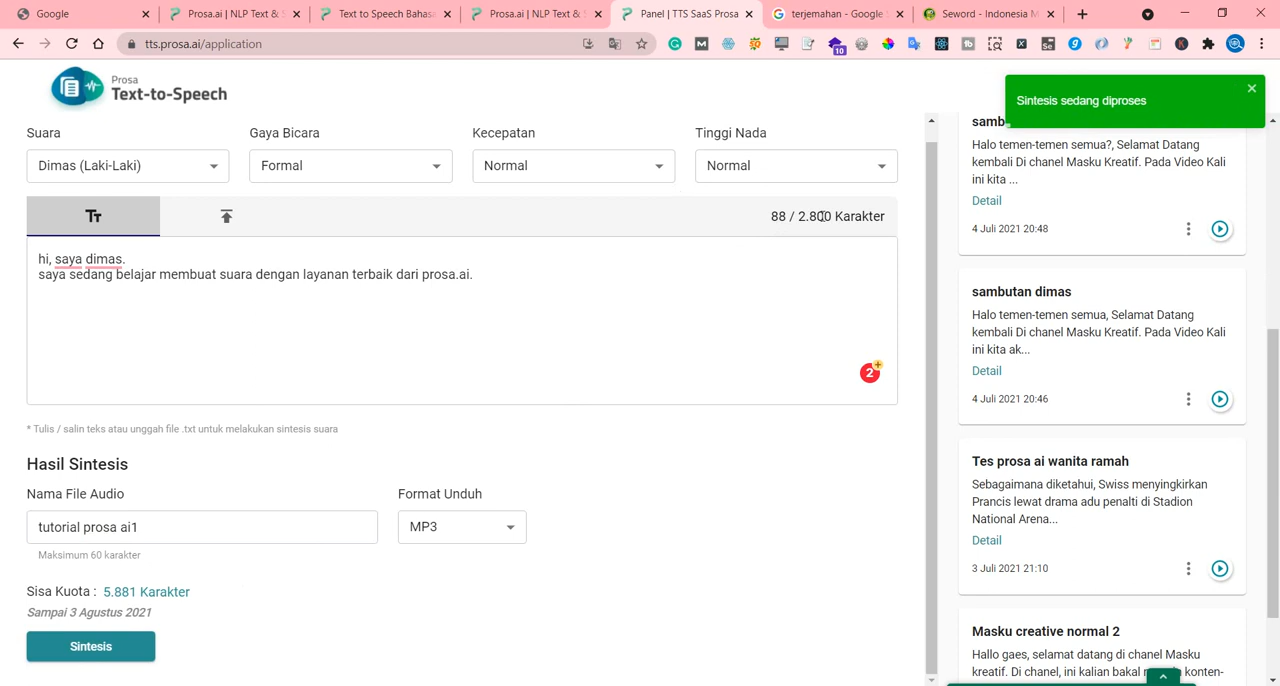 Google
Prosa.ai | NLP Text &
Text to Speech Bahasa
Prosa.ai | NLP Text &
Panel | TTS SaaS Prosa
terjemahan - Google
Seword - Indonesia M
tts.prosa.ai/application
10
Prosa
Text-to-Speech
Sintesis sedang diproses
Suara
Gaya Bicara
Kecepatan
Tinggi Nada
Dimas (Laki-Laki)
Formal
Normal
Normal
88 / 2.800 Karakter
hi, saya dimas.
saya sedang belajar membuat suara dengan layanan terbaik dari prosa.ai.
2
* Tulis / salin teks atau unggah file .txt untuk melakukan sintesis suara
Hasil Sintesis
Nama File Audio
Format Unduh
tutorial prosa ai1
MP3
Maksimum 60 karakter
Sisa Kuota : 5.881 Karakter
Sampai 3 Agustus 2021
Sintesis
Halo temen-temen semua?, Selamat Datang
kembali Di chanel Masku Kreatif. Pada Video Kali
ini kita ...
Detail
4 Juli 2021 20:48
sambutan dimas
Halo temen-temen semua, Selamat Datang
kembali Di chanel Masku Kreatif. Pada Video Kali
ini kita ak...
Detail
4 Juli 2021 20:46
Tes prosa ai wanita ramah
Sebagaimana diketahui, Swiss menyingkirkan
Prancis lewat drama adu penalti di Stadion
National Arena...
Detail
3 Juli 2021 21:10
Masku creative normal 2
Hallo gaes, selamat datang di chanel Masku
kreatif. Di chanel, ini kalian bakal konten-